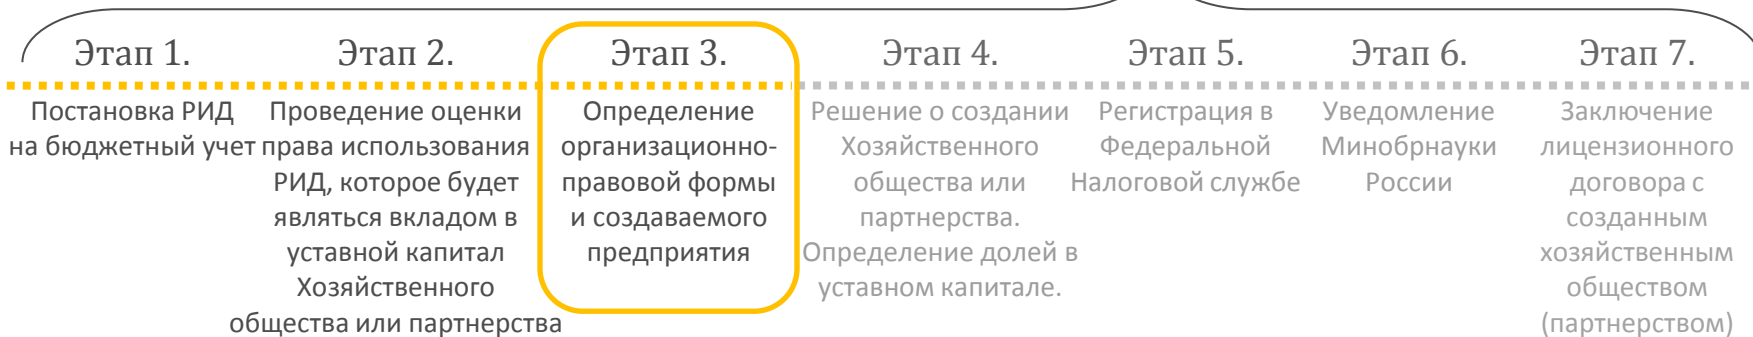 Этап 1.
Постановка РИД
на бюджетный учет
Этап 2.
Проведение оценки
права использования
РИД, которое будет
являться вкладом в
уставной капитал
Хозяйственного
общества или партнерства
Этап 3.
Определение
организационно-
правовой формы
и создаваемого
предприятия
Этап 4.
Решение о создании
Хозяйственного
общества или
партнерства.
Определение долей в
уставном капитале.
Этап 5.
Регистрация в
Федеральной
Налоговой службе
Этап 6.
Уведомление
Минобрнауки
России
Этап 7.
Заключение
лицензионного
договора с
созданным
хозяйственным
обществом
(партнерством)